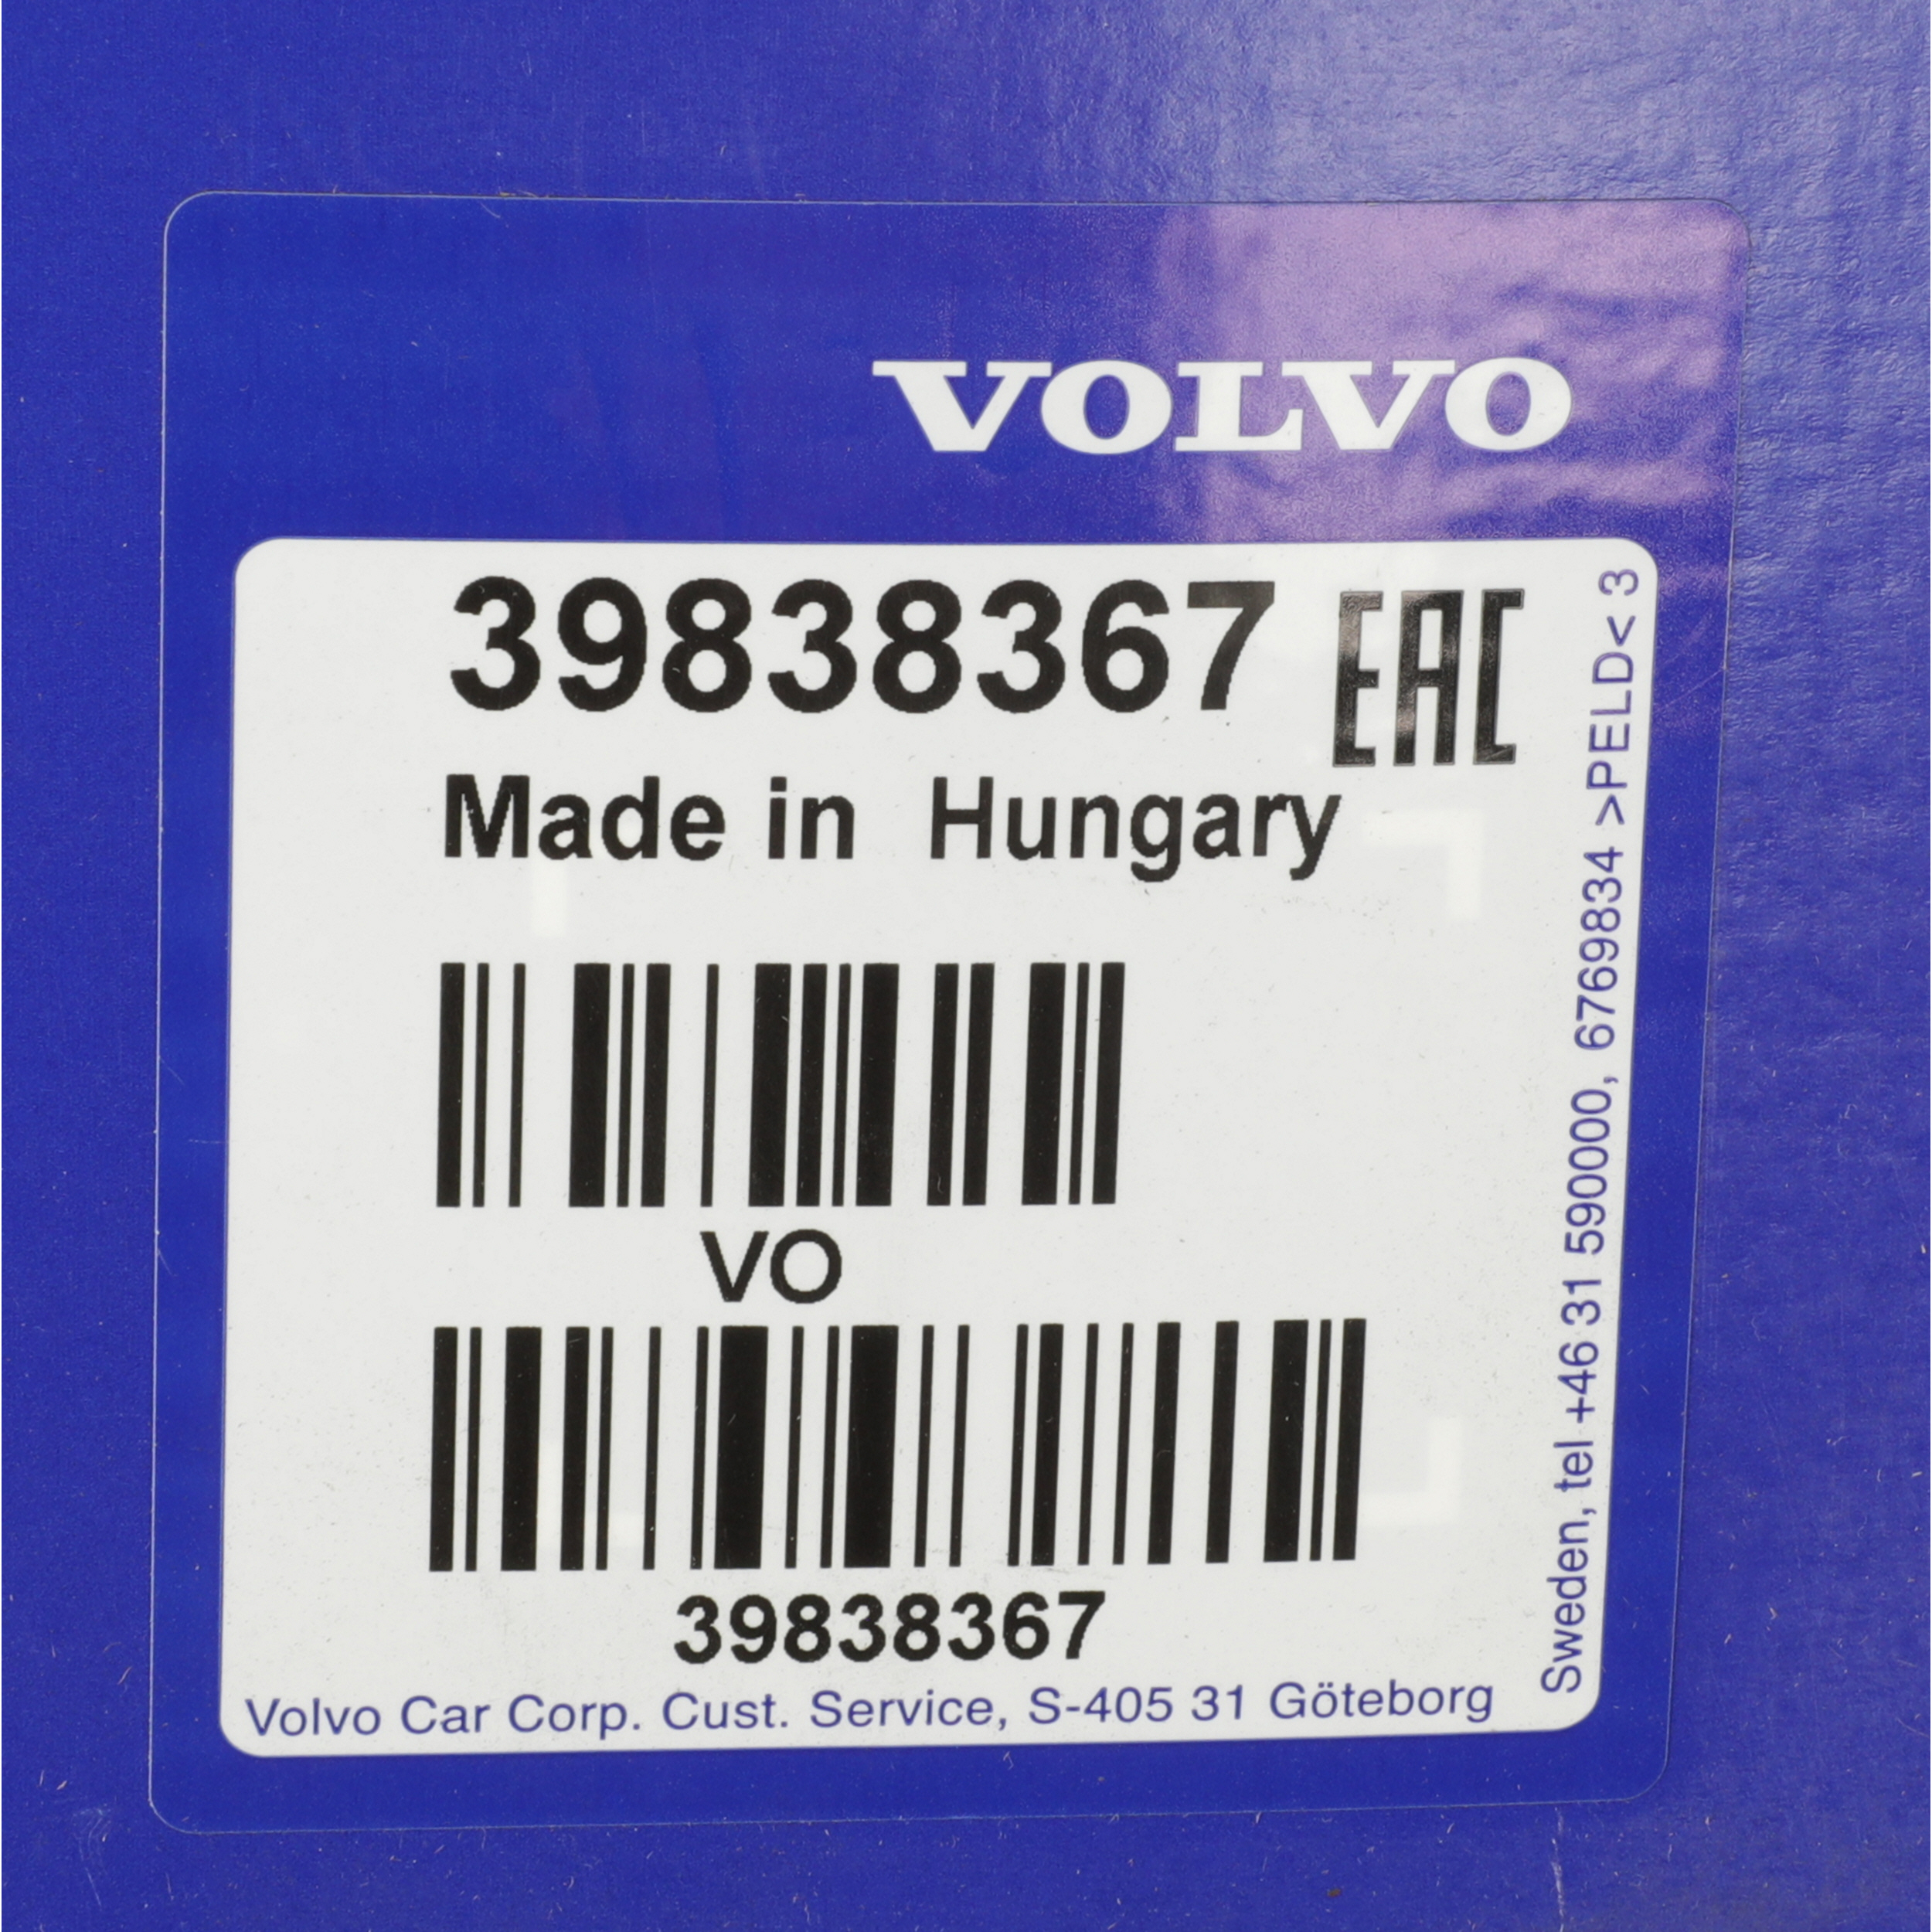 VOLVO
39838367 EAC
Made in Hungary
VO
39838367
Volvo Car Corp. Cust. Service, S-405 31 Göteborg
Sweden, tel +46 31 590000, 6769834 >PELD< 3